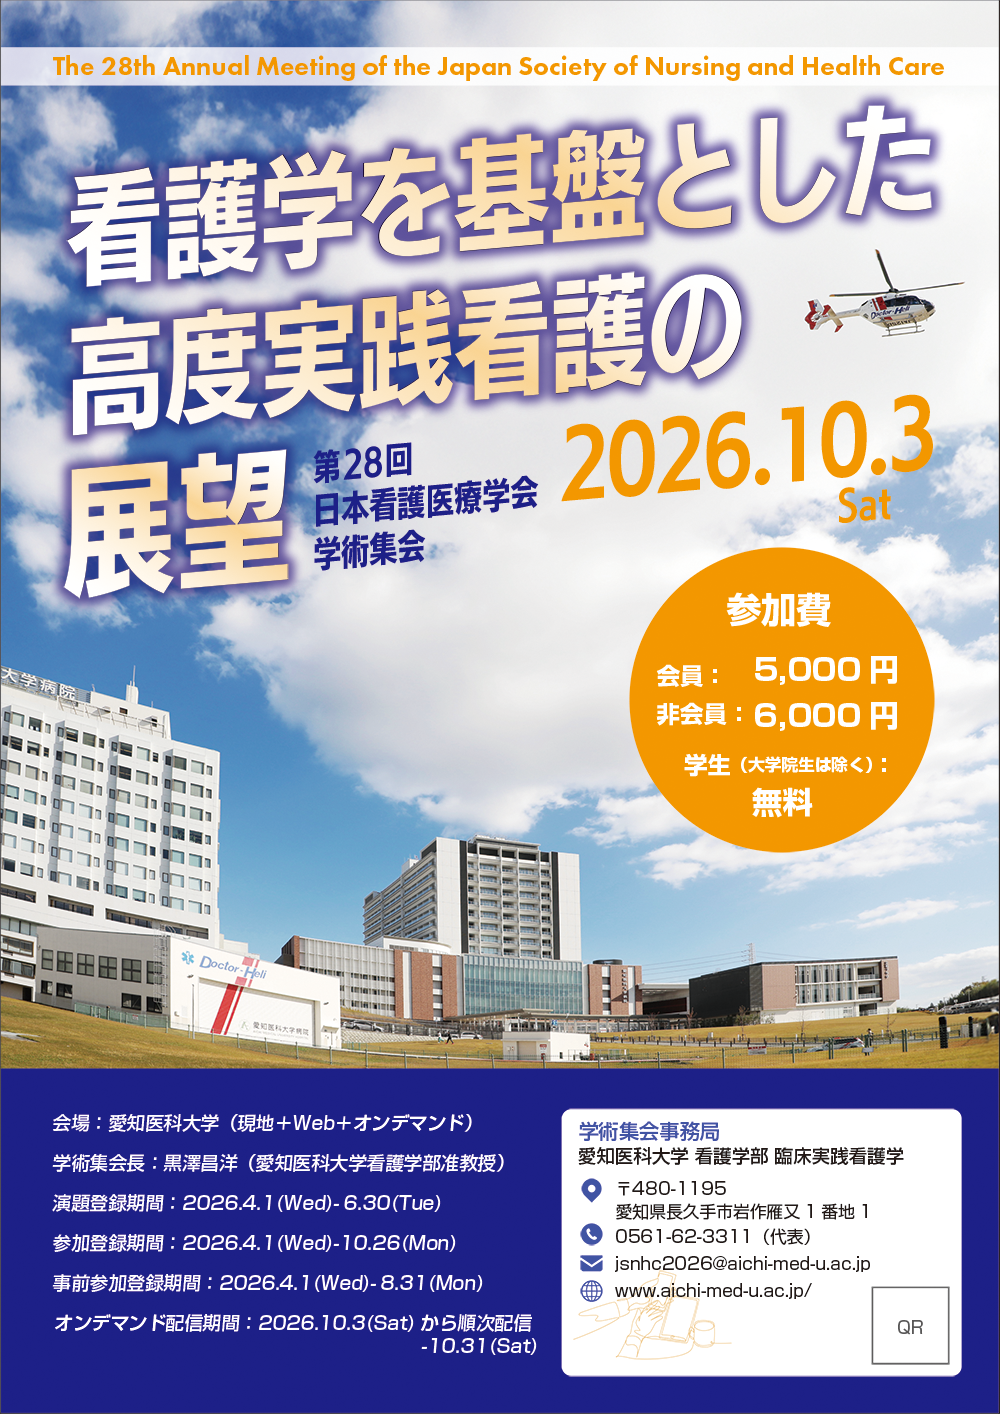 The 28th Annual Meeting of the Japan Society of Nursing and Health Care
看護学を基盤とした
高度実践看護の
展望
第28回
日本看護医療学会
学術集会
2026.10.3
Sat
Doctor-Heli
参加費
会員： 5,000 円
非会員：6,000 円
学生（大学院生は除く）：
無料
大学病院
Doctor-Heli
愛知医科大学病院
会場：愛知医科大学（現地＋Web＋オンデマンド）
学術集会長：黒澤昌洋（愛知医科大学看護学部准教授）
演題登録期間：2026.4.1(Wed)- 6.30(Tue)
参加登録期間：2026.4.1(Wed)-10.26(Mon)
事前参加登録期間：2026.4.1(Wed)- 8.31(Mon)
オンデマンド配信期間：2026.10.3(Sat) から順次配信
-10.31(Sat)
学術集会事務局
愛知医科大学 看護学部 臨床実践看護学
〒480-1195
愛知県長久手市岩作雁又 1 番地 1
0561-62-3311（代表）
jsnhc2026@aichi-med-u.ac.jp
www.aichi-med-u.ac.jp/
QR